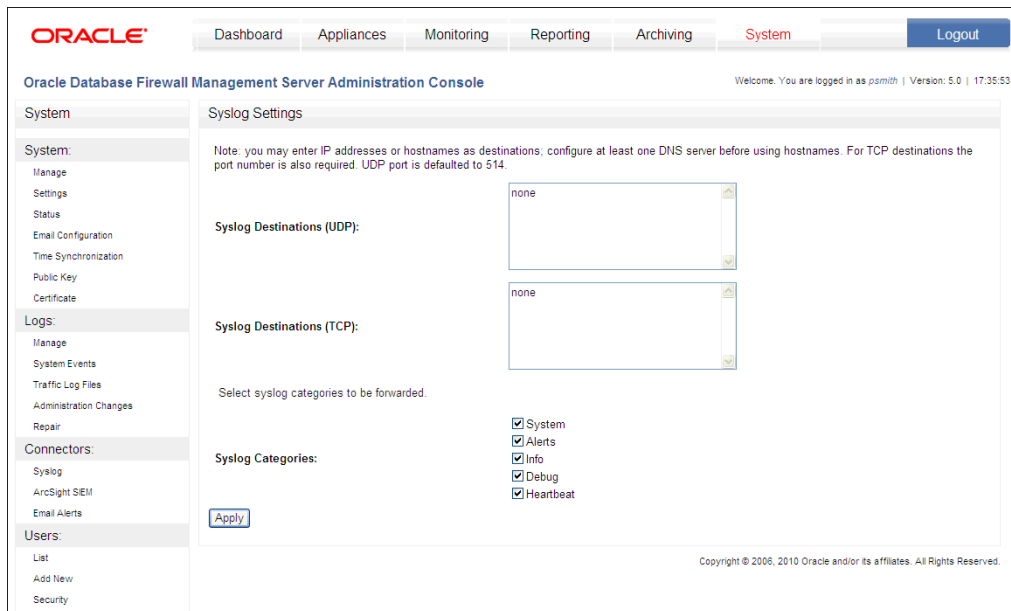 ORACLE
Dashboard
Appliances
Monitoring
Reporting
Archiving
System
Logout
Oracle Database Firewall Management Server Administration Console
Welcome. You are logged in as psmith | Version: 5.0 | 17:35:53
System
System:
Manage
Settings
Status
Email Configuration
Time Synchronization
Public Key
Certificate
Logs:
Manage
System Events
Traffic Log Files
Administration Changes
Repair
Connectors:
Syslog
ArcSight SIEM
Email Alerts
Users:
List
Add New
Security
Syslog Settings
Note: you may enter IP addresses or hostnames as destinations; configure at least one DNS server before using hostnames. For TCP destinations the
port number is also required. UDP port is defaulted to 514.
Syslog Destinations (UDP):
none
Syslog Destinations (TCP):
none
Select syslog categories to be forwarded.
Syslog Categories:
System
Alerts
Info
Debug
Heartbeat
Apply
Copyright © 2006, 2010 Oracle and/or its affiliates. All Rights Reserved.